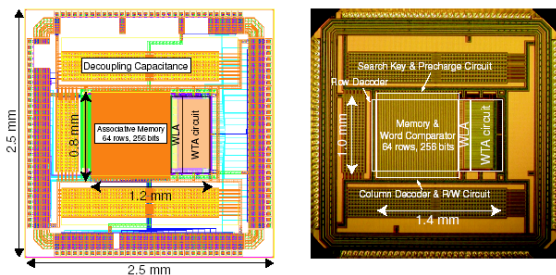 Decoupling Capacitance
2.5 mm
0.8 mm
Associative Memory
64 rows, 256 bits
WLA
WTA circuit
1.2 mm
2.5 mm
Search Key & Precharge Circuit
Row Decoder
1.0 mm
Memory &
Word Comparator
64 rows, 256 bits
WLA
WTA circuit
Column Decoder & R/W Circuit
1.4 mm